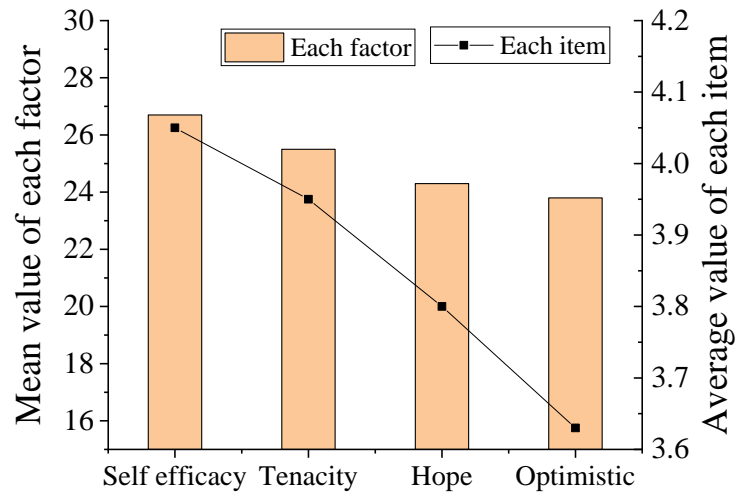 Each factor
Each item
Mean value of each factor
30
28
26
24
22
20
18
16
4.2
4.1
4.0
3.9
3.8
3.7
3.6
Average value of each item
Self efficacy
Tenacity
Hope
Optimistic